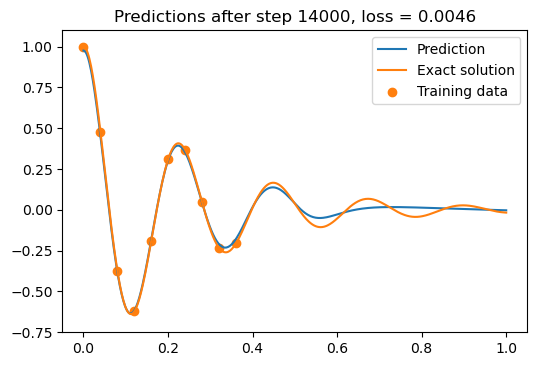 Predictions after step 14000, loss = 0.0046
Prediction
Exact solution
Training data
1.00
0.75
0.50
0.25
0.00
−0.25
−0.50
−0.75
0.0 0.2 0.4 0.6 0.8 1.0